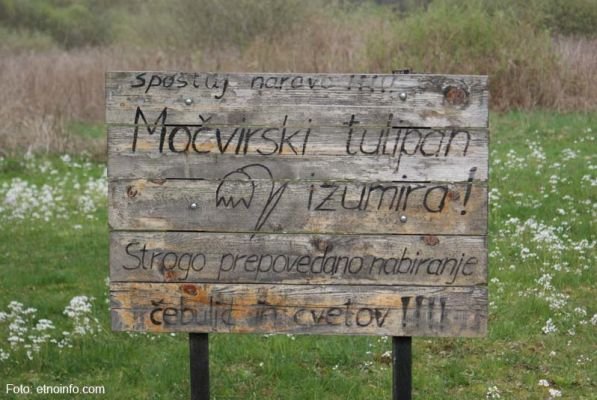 spoštuj naravo !!!!!
Močvirski tulipan
izumira!
Strogo prepovedano nabiranje
čebulic in cvetov !!!!
Foto: etnoinfo.com